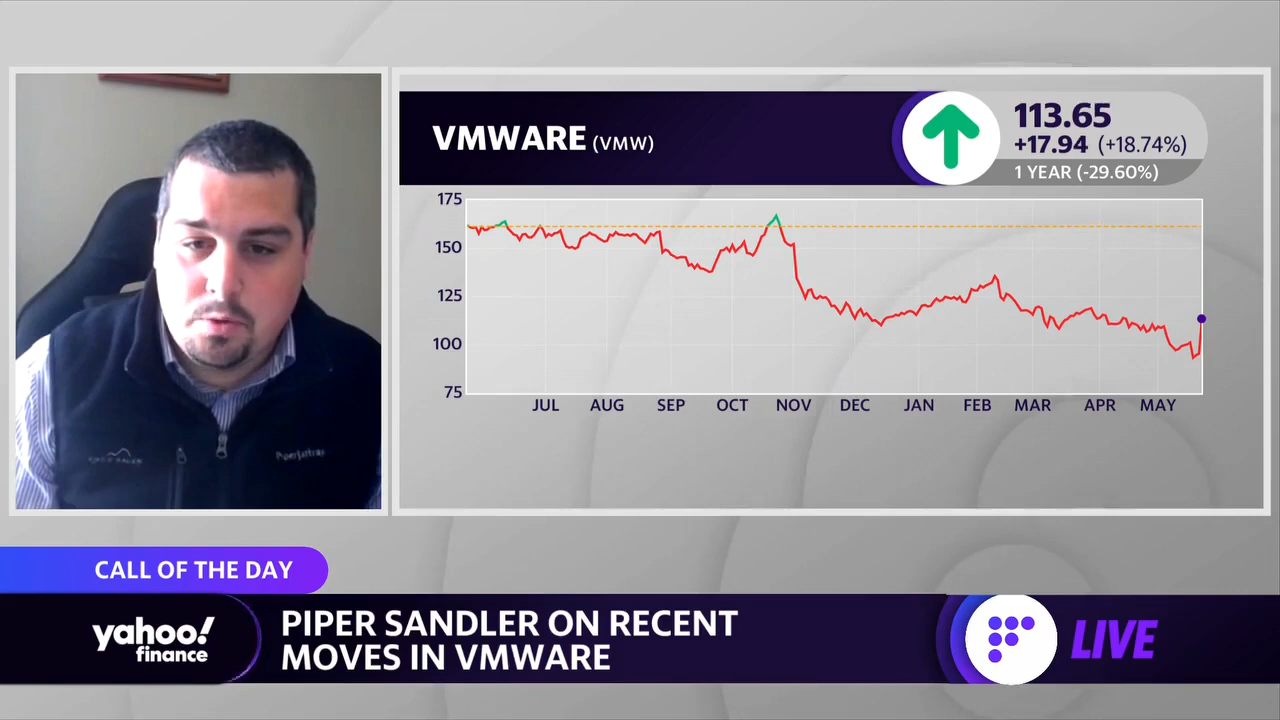 VMWARE (VMW)
113.65
+17.94 (+18.74%)
1 YEAR (-29.60%)
175
150
125
100
75
JUL AUG SEP OCT NOV DEC JAN FEB MAR APR MAY
CALL OF THE DAY
yahoo!
finance
PIPER SANDLER ON RECENT
MOVES IN VMWARE
LIVE